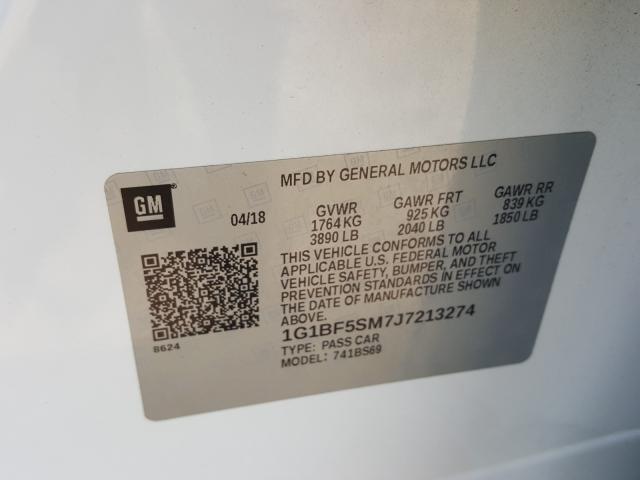 MFD BY GENERAL MOTORS LLC
GM
04/18
GVWR GAWR FRT GAWR RR
1764 KG 925 KG 839 KG
3890 LB 2040 LB 1850 LB
THIS VEHICLE CONFORMS TO ALL
APPLICABLE U.S. FEDERAL MOTOR
VEHICLE SAFETY, BUMPER, AND THEFT
PREVENTION STANDARDS IN EFFECT ON
THE DATE OF MANUFACTURE SHOWN
ABOVE.
8624
1G1BF5SM7J7213274
TYPE: PASS CAR
MODEL: 741BS69